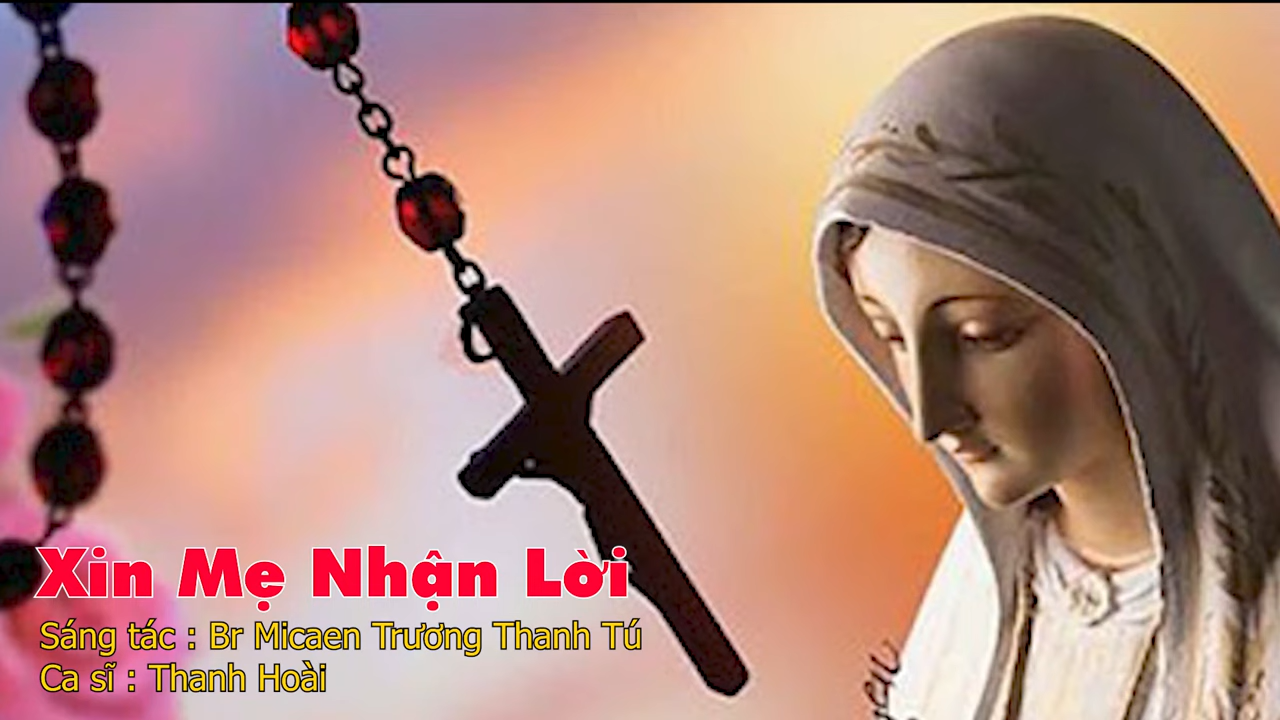 Xin Mẹ Nhận Lời
Sáng tác : Br Micaen Trương Thanh Tú
Ca sĩ : Thanh Hoài